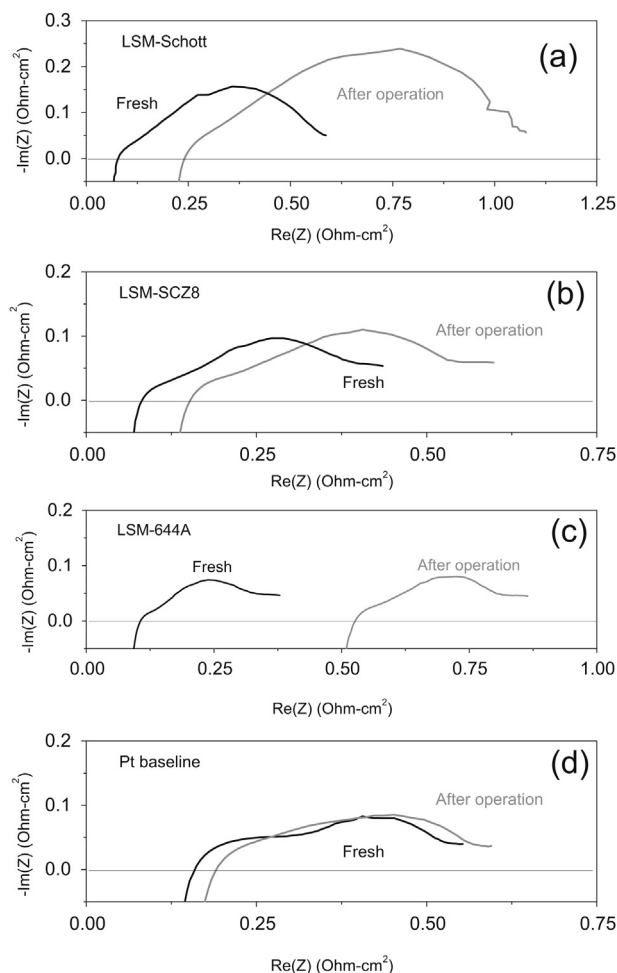 LSM-Schott
(a)
Fresh
After operation
-Im(Z) (Ohm-cm²)
0.3
0.2
0.1
0.0
0.00 0.25 0.50 0.75 1.00 1.25
Re(Z) (Ohm-cm²)
LSM-SCZ8
(b)
After operation
Fresh
-Im(Z) (Ohm-cm²)
0.2
0.1
0.0
0.00 0.25 0.50 0.75
Re(Z) (Ohm-cm²)
LSM-644A
(c)
Fresh
After operation
-Im(Z) (Ohm-cm²)
0.2
0.1
0.0
0.00 0.25 0.50 0.75 1.00
Re(Z) (Ohm-cm²)
Pt baseline
(d)
After operation
Fresh
-Im(Z) (Ohm-cm²)
0.2
0.1
0.0
0.00 0.25 0.50 0.75
Re(Z) (Ohm-cm²)